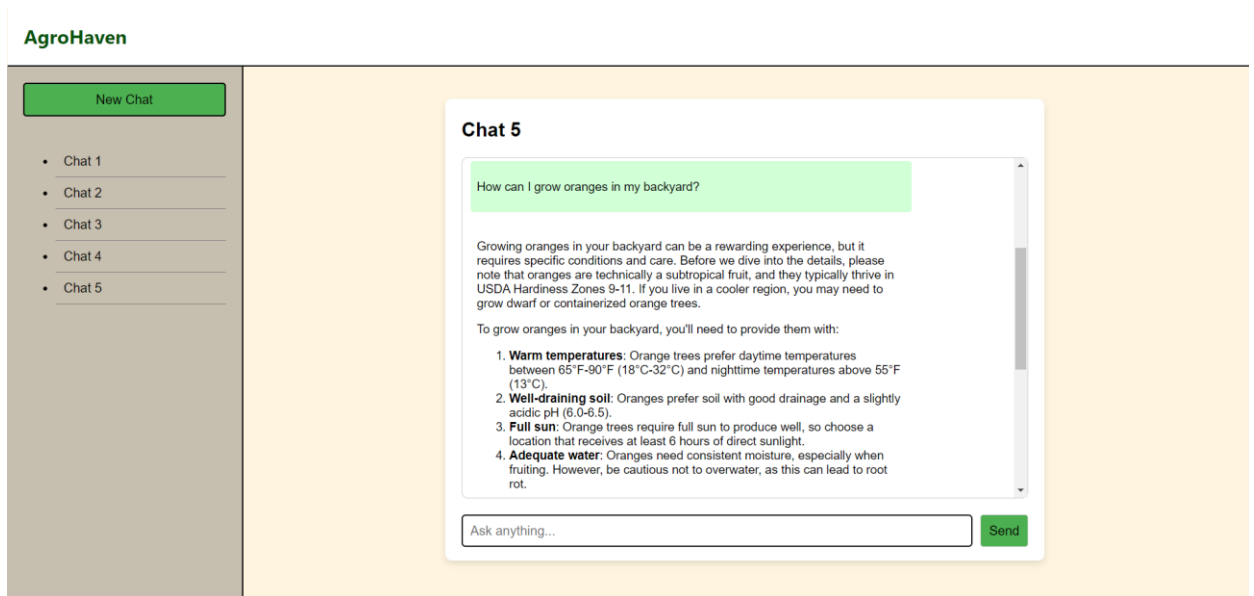 AgroHaven
New Chat
Chat 1
Chat 2
Chat 3
Chat 4
Chat 5
Chat 5
How can I grow oranges in my backyard?
Growing oranges in your backyard can be a rewarding experience, but it
requires specific conditions and care. Before we dive into the details, please
note that oranges are technically a subtropical fruit, and they typically thrive in
USDA Hardiness Zones 9-11. If you live in a cooler region, you may need to
grow dwarf or containerized orange trees.
To grow oranges in your backyard, you'll need to provide them with:
1. Warm temperatures: Orange trees prefer daytime temperatures
between 65°F-90°F (18°C-32°C) and nighttime temperatures above 55°F
(13°C).
2. Well-draining soil: Oranges prefer soil with good drainage and a slightly
acidic pH (6.0-6.5).
3. Full sun: Orange trees require full sun to produce well, so choose a
location that receives at least 6 hours of direct sunlight.
4. Adequate water: Oranges need consistent moisture, especially when
fruiting. However, be cautious not to overwater, as this can lead to root
rot.
Ask anything...
Send